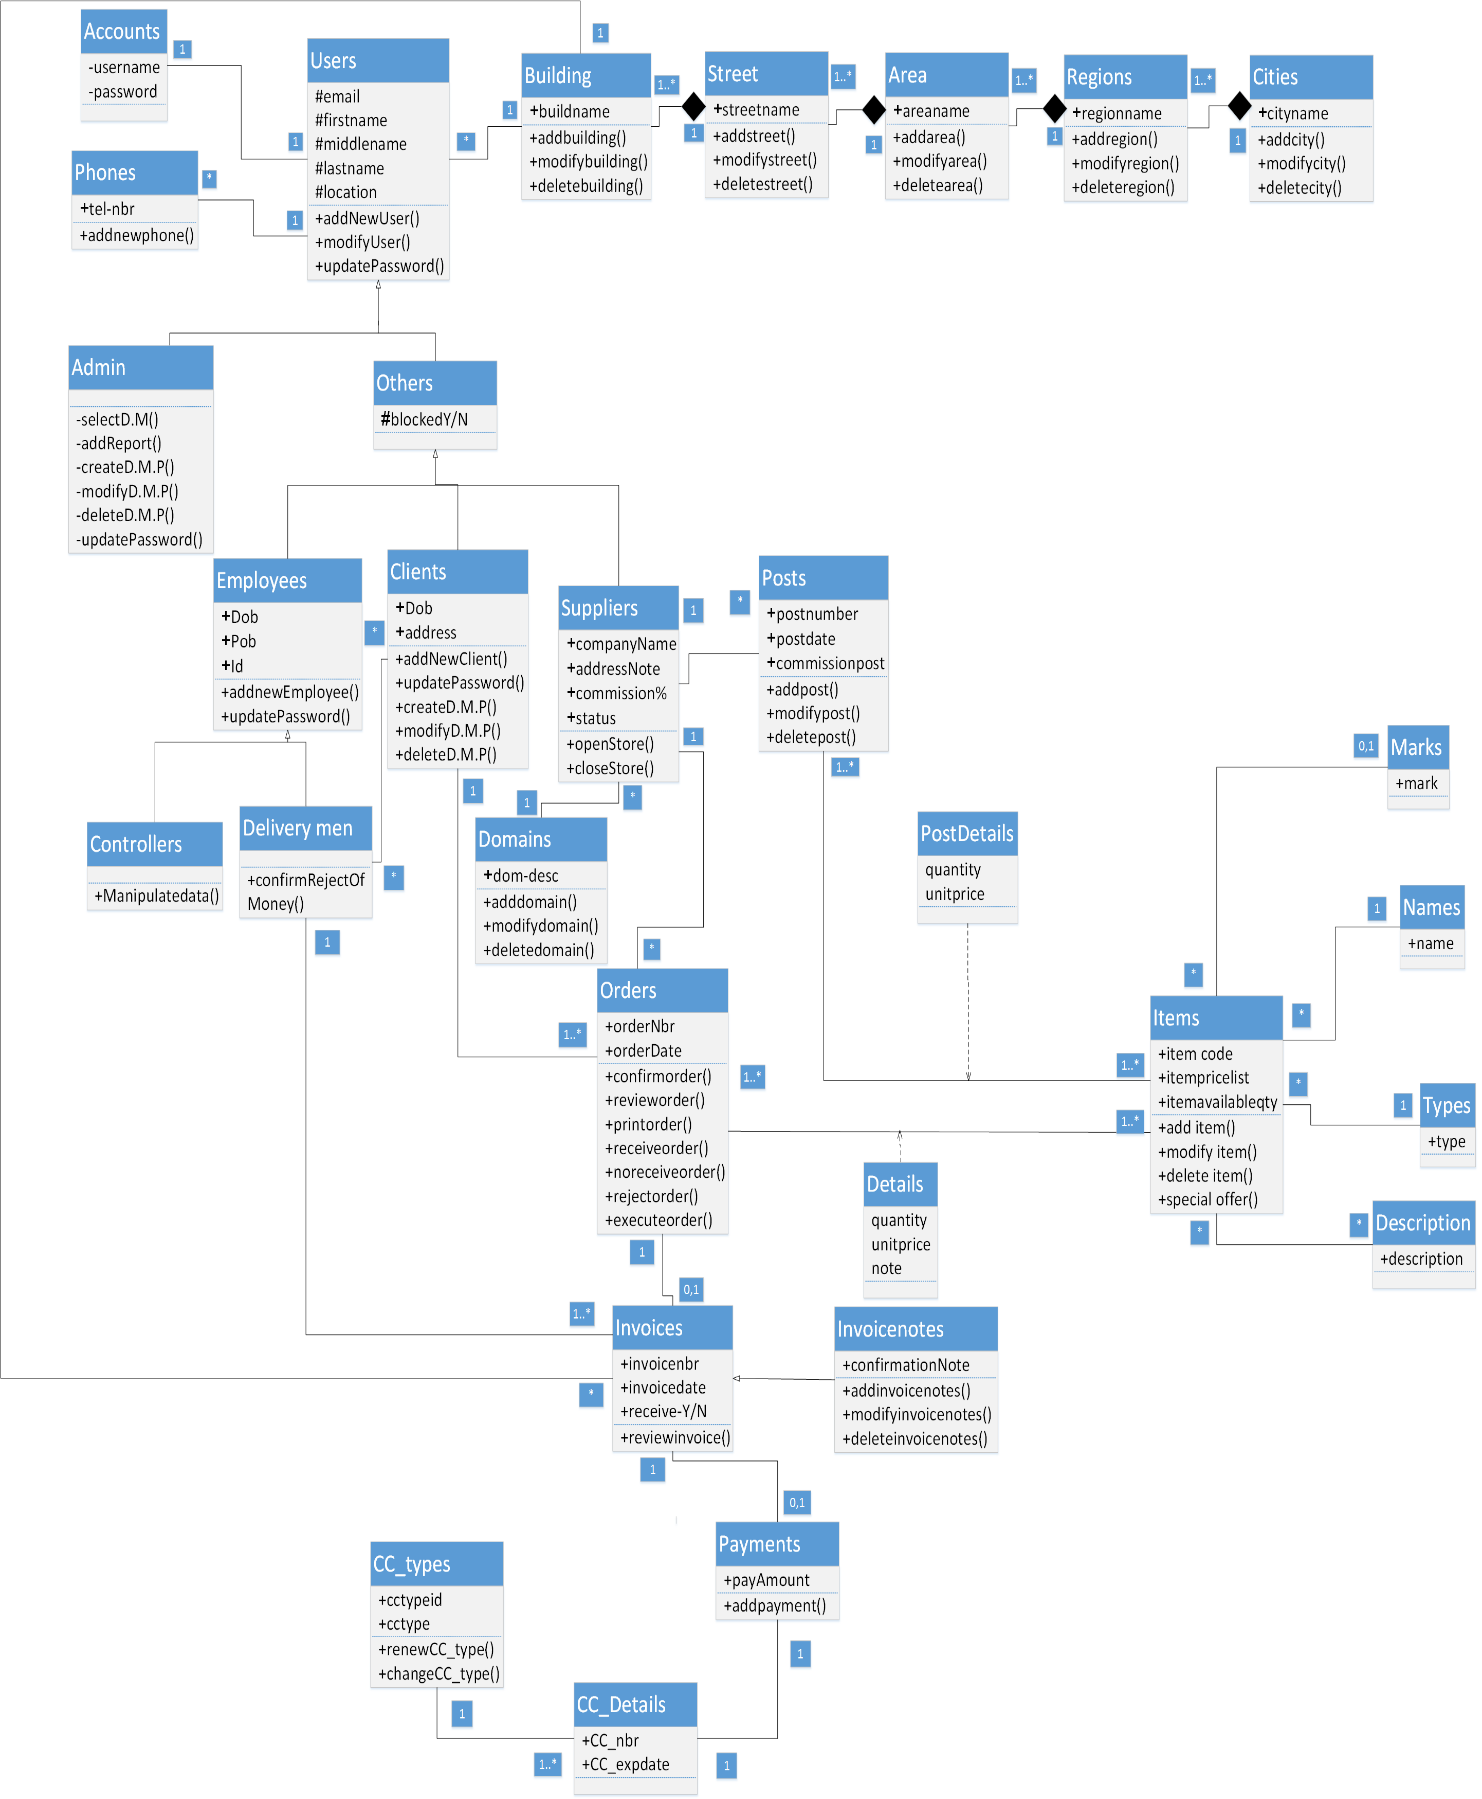 Accounts
-username
-password
1
Users
#email
#firstname
#middlename
#lastname
#location
+addNewUser()
+modifyUser()
+updatePassword()
1
1
*
Phones
+tel-nbr
+addnewphone()
*
1
1
Building
+buildname
+addbuilding()
+modifybuilding()
+deletebuilding()
1..*
1
Street
+streetname
+addstreet()
+modifystreet()
+deletestreet()
1..*
1
Area
+areaname
+addarea()
+modifyarea()
+deletearea()
1..*
1
Regions
+regionname
+addregion()
+modifyregion()
+deleteregion()
1..*
1
Cities
+cityname
+addcity()
+modifycity()
+deletecity()
Admin
-selectD.M()
-addReport()
-createD.M.P()
-modifyD.M.P()
-deleteD.M.P()
-updatePassword()
Others
#blockedY/N
Employees
+Dob
+Pob
+Id
+addnewEmployee()
+updatePassword()
*
Clients
+Dob
+address
+addNewClient()
+updatePassword()
+createD.M.P()
+modifyD.M.P()
+deleteD.M.P()
1
Suppliers
+companyName
+addressNote
+commission%
+status
+openStore()
+closeStore()
1
1
*
*
Posts
+postnumber
+postdate
+commissionpost
+addpost()
+modifypost()
+deletepost()
1..*
Controllers
+Manipulatedata()
Delivery men
+confirmRejectOf
Money()
*
1
1
Domains
+dom-desc
+adddomain()
+modifydomain()
+deletedomain()
PostDetails
quantity
unitprice
0,1
Marks
+mark
1
Names
+name
*
1..*
Orders
+orderNbr
+orderDate
+confirmorder()
+revieworder()
+printorder()
+receiveorder()
+noreceiveorder()
+rejectorder()
+executeorder()
1..*
1
*
*
1..*
*
1..*
Items
+item code
+itempricelist
+itemavailableqty
+add item()
+modify item()
+delete item()
+special offer()
*
1
Types
+type
*
Description
+description
Details
quantity
unitprice
note
0,1
1..*
Invoices
+invoicenbr
+invoicedate
+receive-Y/N
+reviewinvoice()
*
1
Invoicenotes
+confirmationNote
+addinvoicenotes()
+modifyinvoicenotes()
+deleteinvoicenotes()
0,1
Payments
+payAmount
+addpayment()
1
CC_types
+cctypeid
+cctype
+renewCC_type()
+changeCC_type()
1
1..*
CC_Details
+CC_nbr
+CC_expdate
1